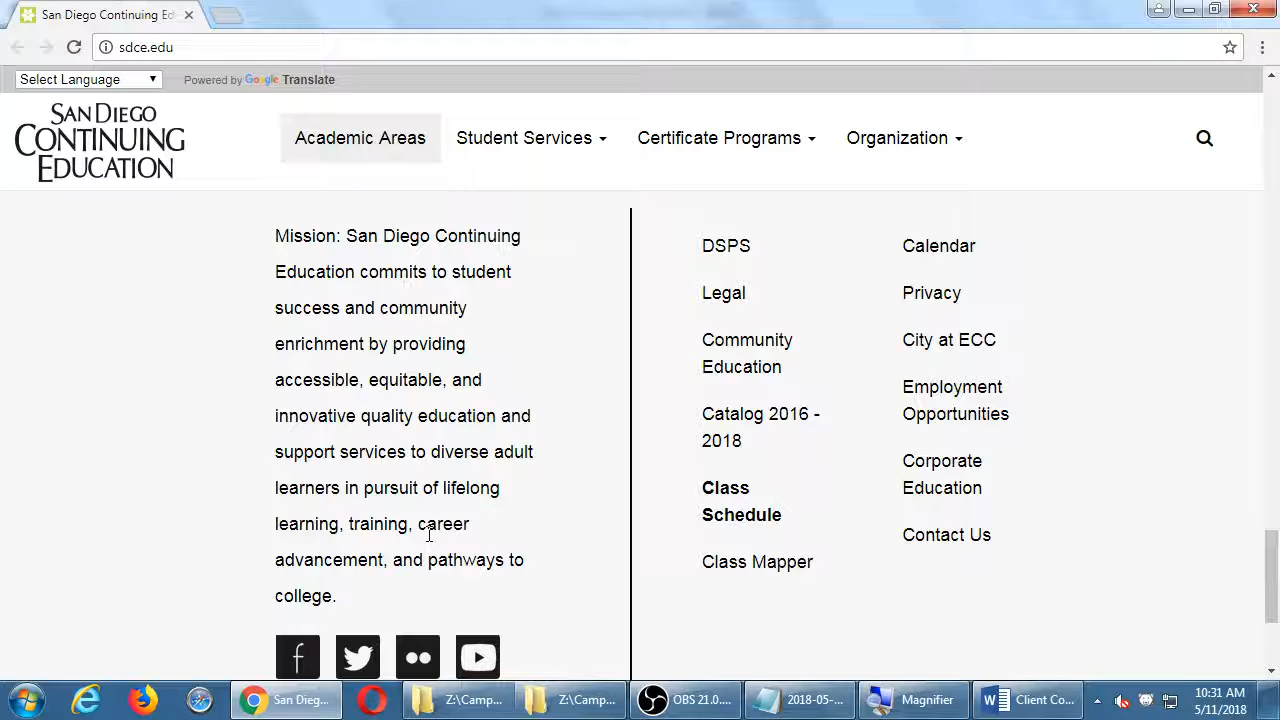 San Diego Continuing Ed
sdce.edu
Select Language
Powered by Google Translate
SAN DIEGO
CONTINUING
EDUCATION
Academic Areas
Student Services
Certificate Programs
Organization
Mission: San Diego Continuing
Education commits to student
success and community
enrichment by providing
accessible, equitable, and
innovative quality education and
support services to diverse adult
learners in pursuit of lifelong
learning, training, career
advancement, and pathways to
college.
DSPS
Legal
Community
Education
Catalog 2016 -
2018
Class
Schedule
Class Mapper
Calendar
Privacy
City at ECC
Employment
Opportunities
Corporate
Education
Contact Us
San Dieg...
Z:\Camp...
Z:\Camp...
OBS 21.0....
2018-05-...
Magnifier
Client Co...
10:31 AM
5/11/2018